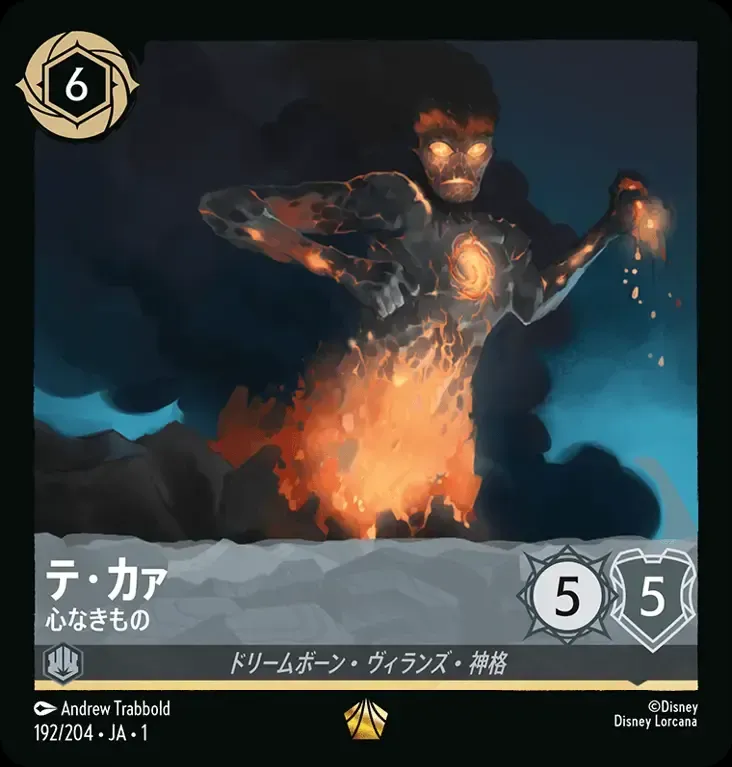 6
テ・カァ
心なきもの
5
5
ドリームボーン・ヴィランズ・神格
Andrew Trabbold
192/204・JA・1
©Disney
Disney Lorcana